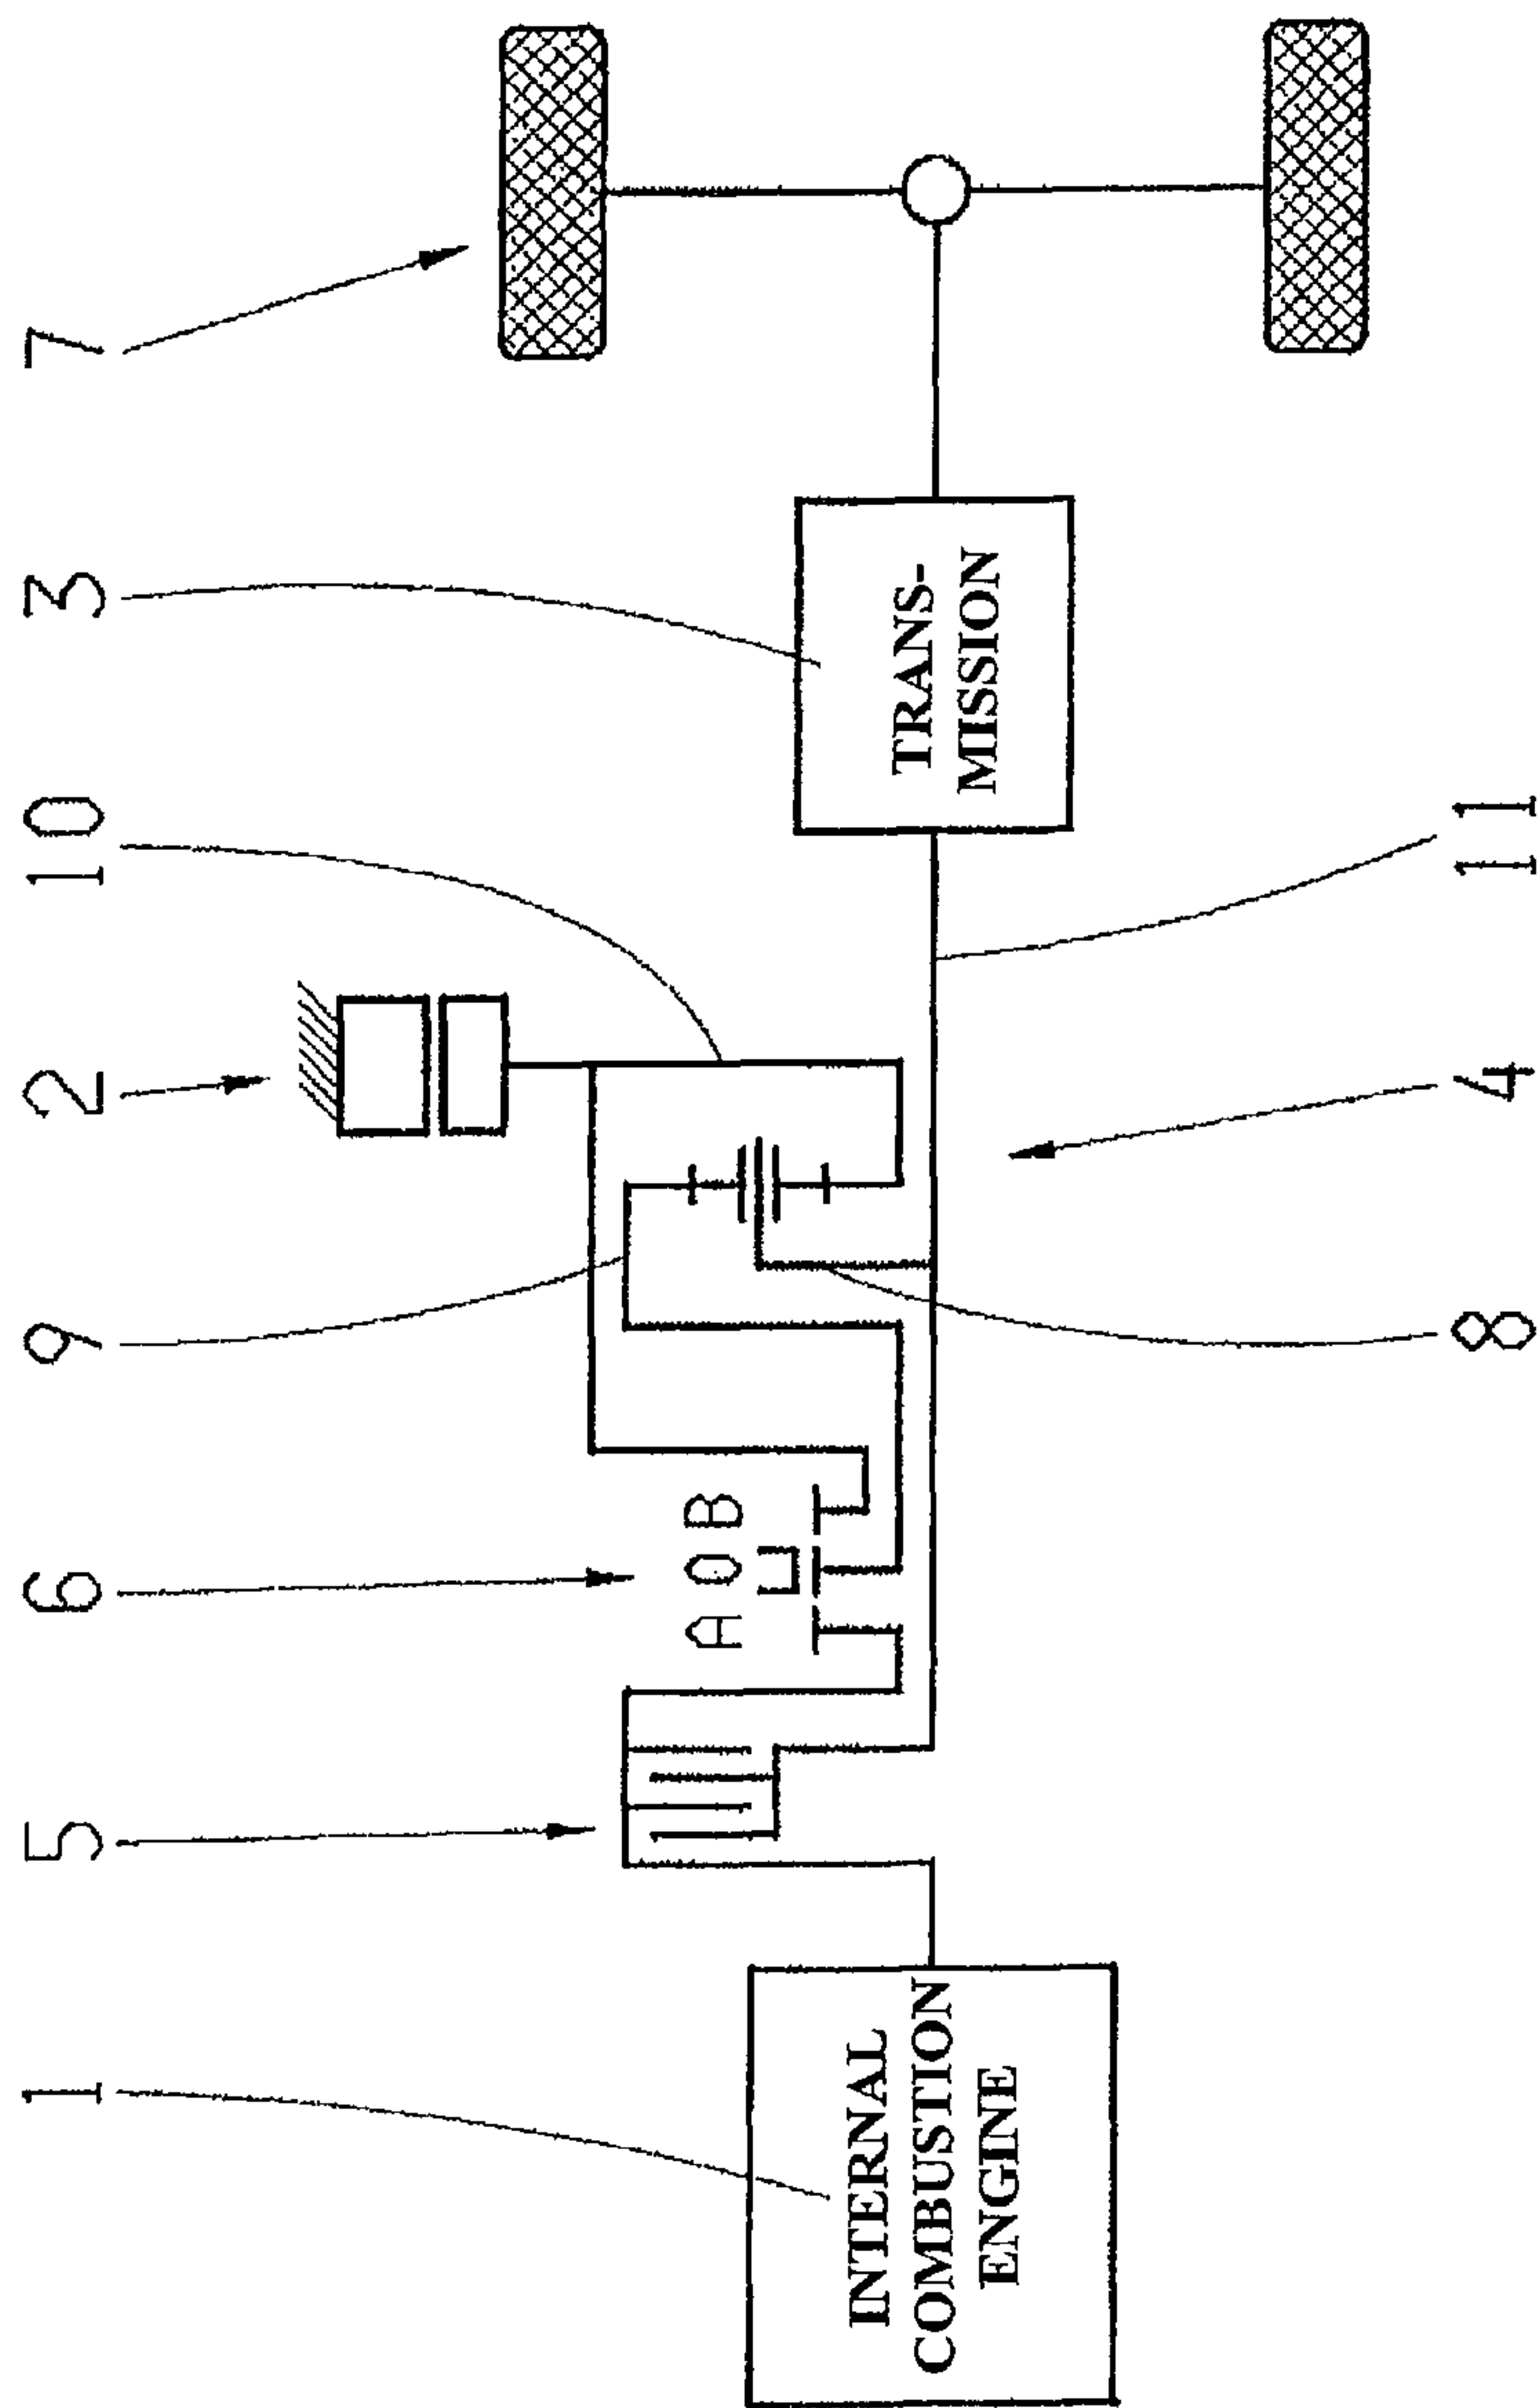 1
5
6
9
2
10
3
7
A O B
INTERNAL
COMBUSTION
ENGINE
TRANS-
MISSION
8
4
11